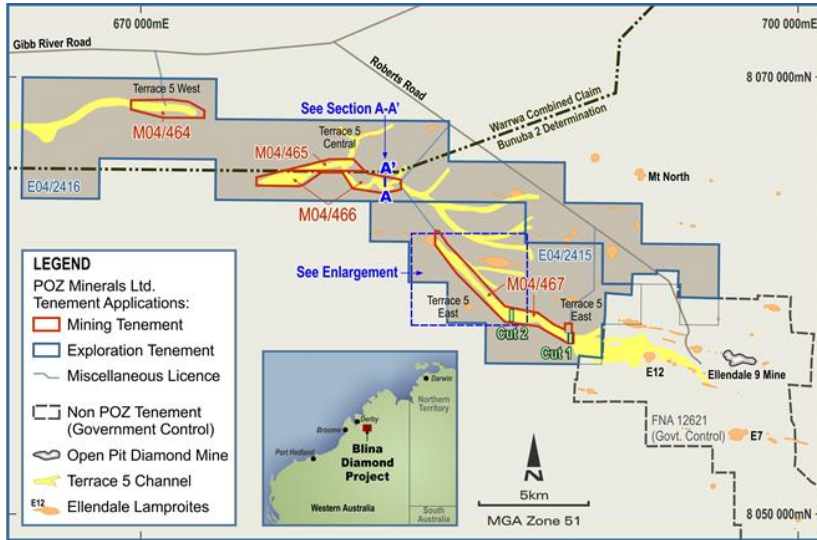 670 000mE
700 000mE
Gibb River Road
8 070 000mN
Roberts Road
Terrace 5 West
See Section A-A'
Warrwa Combined Claim
Bunuba 2 Determination
M04/464
Terrace 5
Central
M04/465
A'
A
Mt North
E04/2416
M04/466
E04/2415
See Enlargement
M04/467
Terrace 5
East
Terrace 5
East
Cut 2
Cut 1
E12
Ellendale 9 Mine
FNA 12621
(Govt. Control)
E7
LEGEND
POZ Minerals Ltd.
Tenement Applications:
Mining Tenement
Exploration Tenement
Miscellaneous Licence
Non POZ Tenement
(Government Control)
Open Pit Diamond Mine
Terrace 5 Channel
E12
Ellendale Lamproites
Darwin
Northern
Territory
Derby
Broome
Port Hedland
Blina
Diamond
Project
Western Australia
South
Australia
N
5km
MGA Zone 51
8 050 000mN